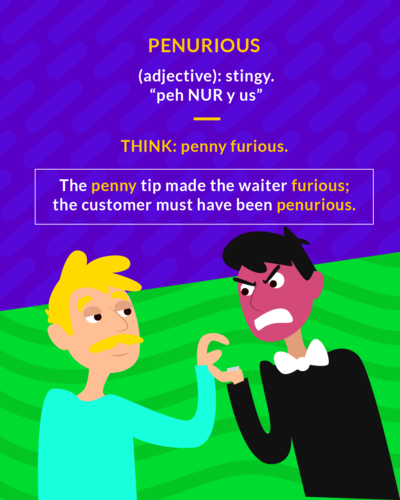 PENURIOUS
(adjective): stingy.
“peh NUR y us”
THINK: penny furious.
The penny tip made the waiter furious;
the customer must have been penurious.